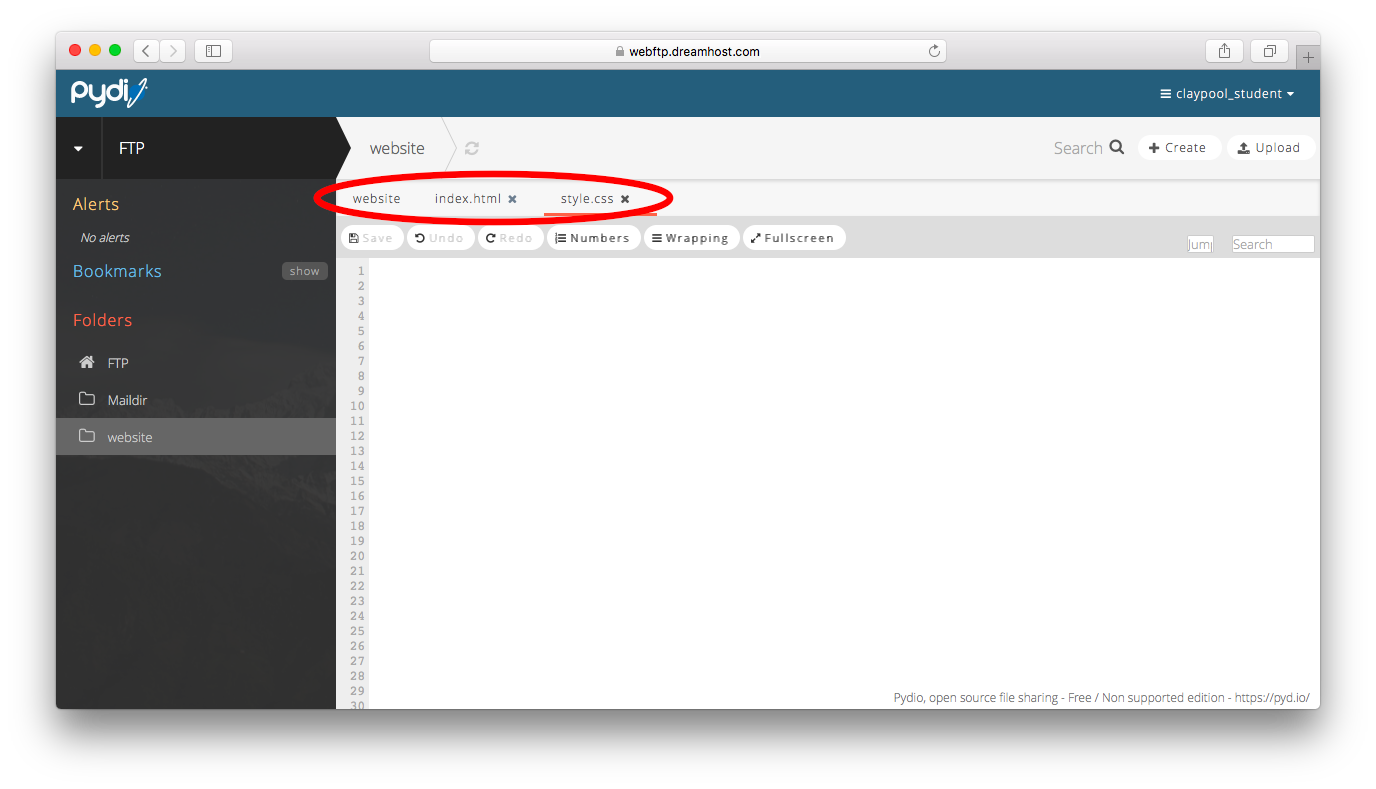 webftp.dreamhost.com
pydi
claypool_student
FTP
website
Search
Create
Upload
Alerts
No alerts
Bookmarks
show
Folders
FTP
Maildir
website
website
index.html
style.css
Save
Undo
Redo
Numbers
Wrapping
Fullscreen
Jump
Search
1
2
3
4
5
6
7
8
9
10
11
12
13
14
15
16
17
18
19
20
21
22
23
24
25
26
27
28
29
30
Pydio, open source file sharing - Free / Non supported edition - https://pyd.io/